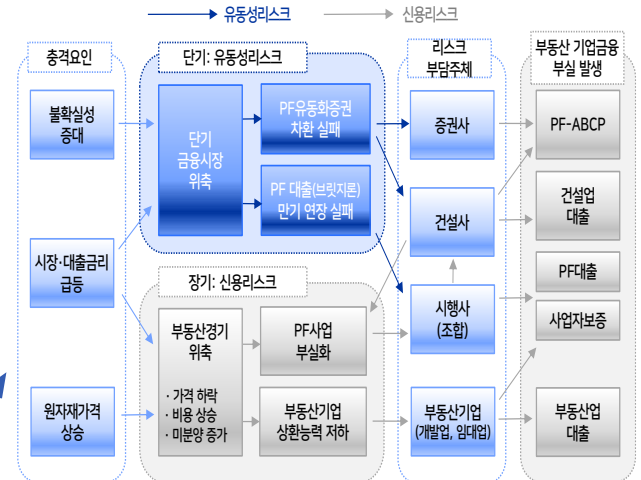 유동성리스크
신용리스크
충격요인
불확실성
증대
시장·대출금리
급등
원자재가격
상승
단기: 유동성리스크
단기
금융시장
위축
PF유동화증권
차환 실패
PF 대출(브릿지론)
만기 연장 실패
장기: 신용리스크
부동산경기
위축
· 가격 하락
· 비용 상승
· 미분양 증가
PF사업
부실화
부동산기업
상환능력 저하
리스크
부담주체
증권사
건설사
시행사
(조합)
부동산기업
(개발업, 임대업)
부동산 기업금융
부실 발생
PF-ABCP
건설업
대출
PF대출
사업자보증
부동산업
대출